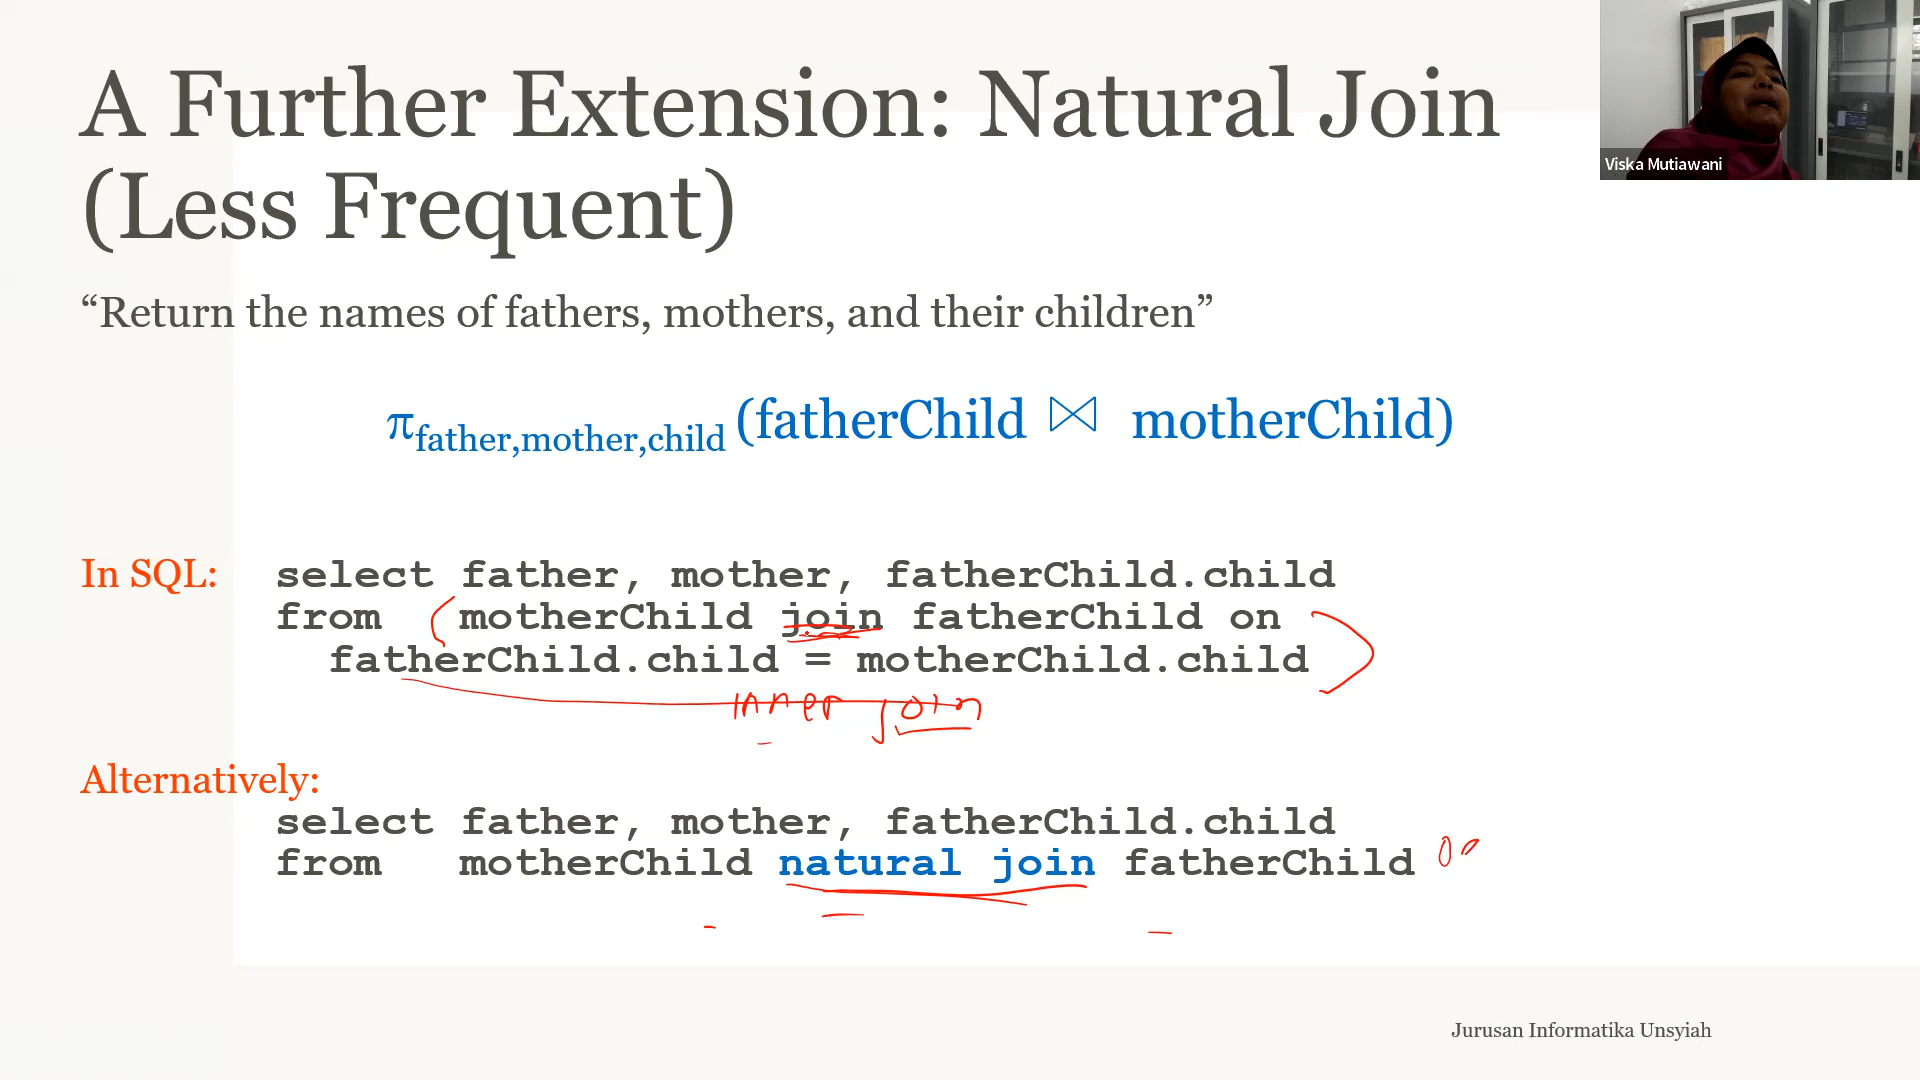 A Further Extension: Natural Join
(Less Frequent)
Viska Mutiawani
“Return the names of fathers, mothers, and their children”
π father,mother,child (fatherChild ⋈ motherChild)
In SQL: select father, mother, fatherChild.child
from motherChild join fatherChild on
fatherChild.child = motherChild.child
inner join
Alternatively:
select father, mother, fatherChild.child
from motherChild natural join fatherChild
Jurusan Informatika Unsyiah